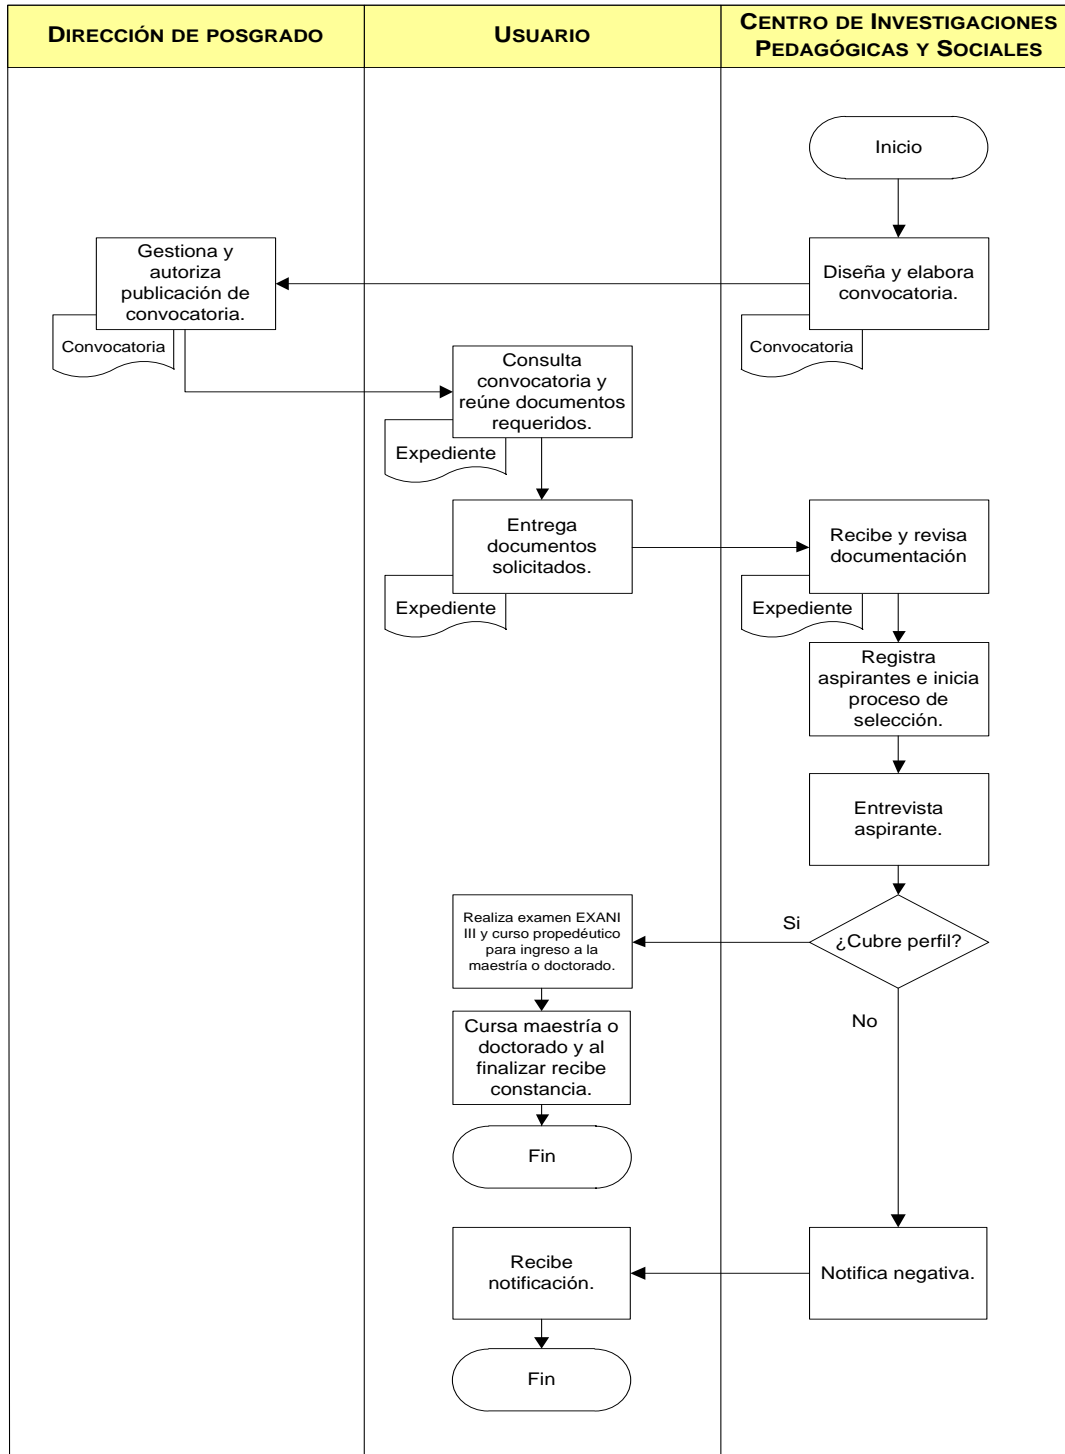 DIRECCIÓN DE POSGRADO
USUARIO
CENTRO DE INVESTIGACIONES
PEDAGÓGICAS Y SOCIALES
Inicio
Gestiona y
autoriza
publicación de
convocatoria.
Convocatoria
Diseña y elabora
convocatoria.
Convocatoria
Consulta
convocatoria y
reúne documentos
requeridos.
Expediente
Entrega
documentos
solicitados.
Expediente
Recibe y revisa
documentación
Expediente
Registra
aspirantes e inicia
proceso de
selección.
Entrevista
aspirante.
¿Cubre perfil?
Si
No
Realiza examen EXANI
III y curso propedéutico
para ingreso a la
maestría o doctorado.
Cursa maestría o
doctorado y al
finalizar recibe
constancia.
Fin
Notifica negativa.
Recibe
notificación.
Fin